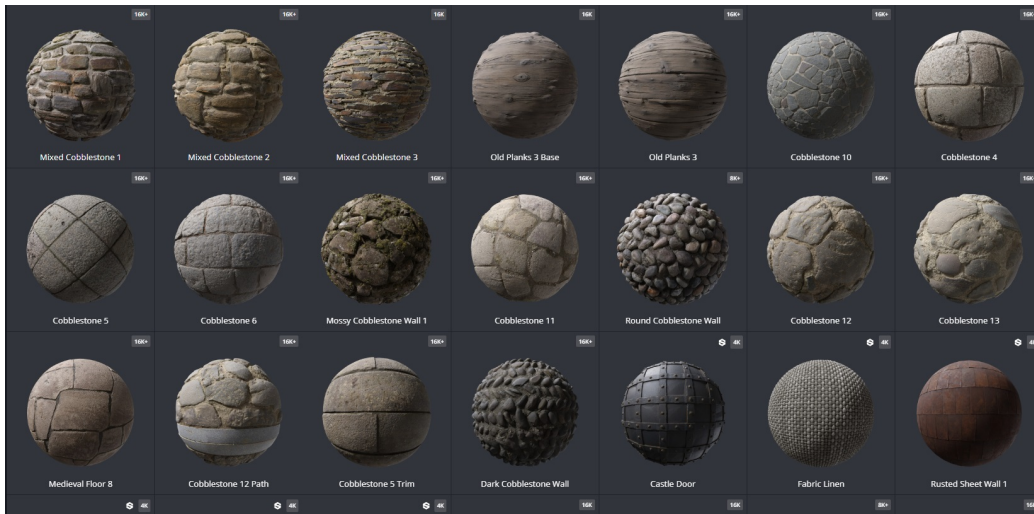 16K+ 16K+ 16K 16K 16K+ 16K+ 16K
Mixed Cobblestone 1 Mixed Cobblestone 2 Mixed Cobblestone 3 Old Planks 3 Base Old Planks 3 Cobblestone 10 Cobblestone 4
16K+ 16K+ 16K+ 16K+ 8K+ 16K+ 16K
Cobblestone 5 Cobblestone 6 Mossy Cobblestone Wall 1 Cobblestone 11 Round Cobblestone Wall Cobblestone 12 Cobblestone 13
16K+ 16K+ 16K+ 16K+ 4K 4K 4K
Medieval Floor 8 Cobblestone 12 Path Cobblestone 5 Trim Dark Cobblestone Wall Castle Door Fabric Linen Rusted Sheet Wall 1
4K 4K 4K 16K 16K 8K+ 16K